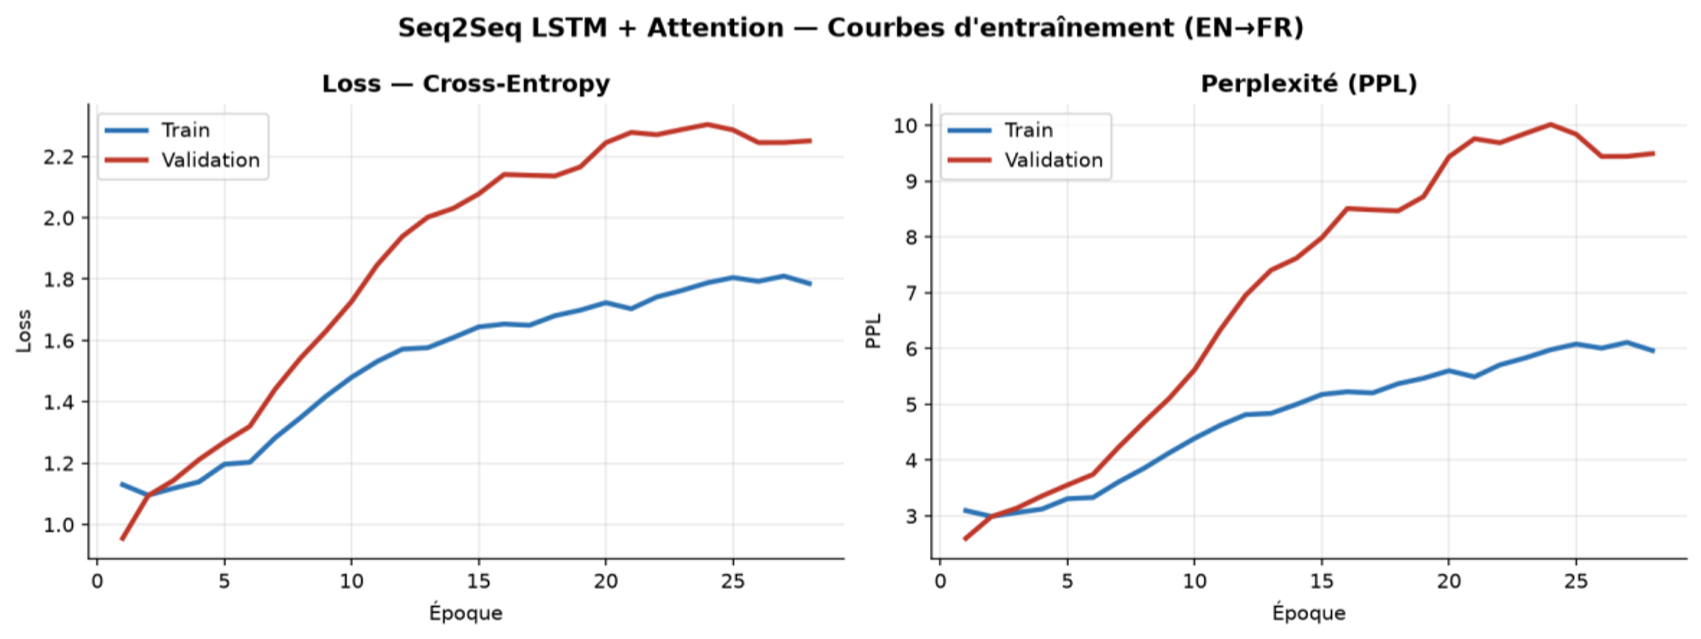 Seq2Seq LSTM + Attention — Courbes d'entraînement (EN→FR)
Loss — Cross-Entropy
Train
Validation
2.2
2.0
1.8
1.6
1.4
1.2
1.0
Loss
0 5 10 15 20 25
Époque
Perplexité (PPL)
Train
Validation
10
9
8
7
6
5
4
3
PPL
0 5 10 15 20 25
Époque